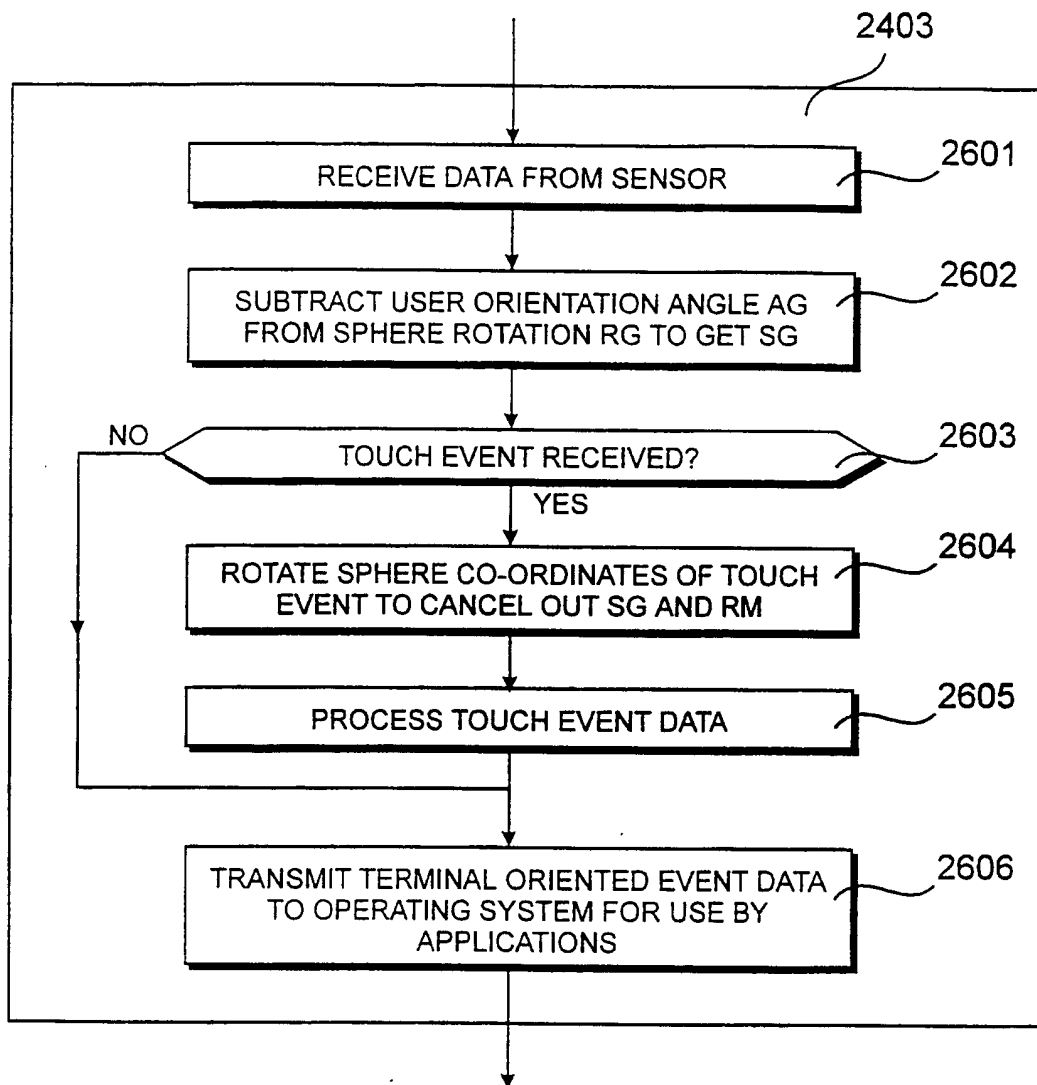 2403
RECEIVE DATA FROM SENSOR
2601
SUBTRACT USER ORIENTATION ANGLE AG
FROM SPHERE ROTATION RG TO GET SG
2602
NO
TOUCH EVENT RECEIVED?
2603
YES
ROTATE SPHERE CO-ORDINATES OF TOUCH
EVENT TO CANCEL OUT SG AND RM
2604
PROCESS TOUCH EVENT DATA
2605
TRANSMIT TERMINAL ORIENTED EVENT DATA
TO OPERATING SYSTEM FOR USE BY
APPLICATIONS
2606